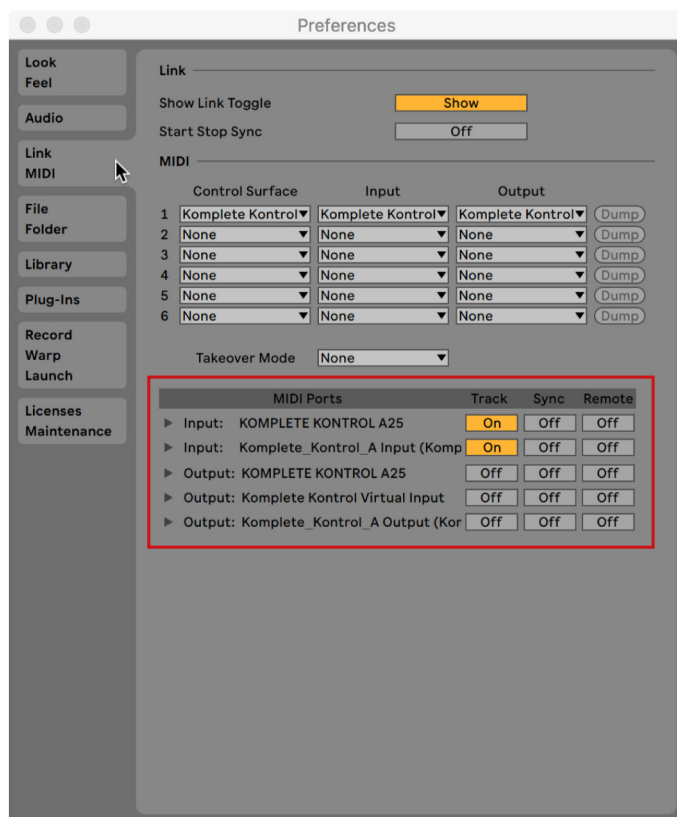 Preferences
Look
Feel
Audio
Link
MIDI
File
Folder
Library
Plug-Ins
Record
Warp
Launch
Licenses
Maintenance
Link
Show Link Toggle Show
Start Stop Sync Off
MIDI
Control Surface Input Output
1 Komplete Kontrol Komplete Kontrol Komplete Kontrol Dump
2 None None None Dump
3 None None None Dump
4 None None None Dump
5 None None None Dump
6 None None None Dump
Takeover Mode None
MIDI Ports Track Sync Remote
Input: KOMPLETE KONTROL A25 On Off Off
Input: Komplete_Kontrol_A Input (Komp On Off Off
Output: KOMPLETE KONTROL A25 Off Off Off
Output: Komplete Kontrol Virtual Input Off Off Off
Output: Komplete_Kontrol_A Output (Kor Off Off Off